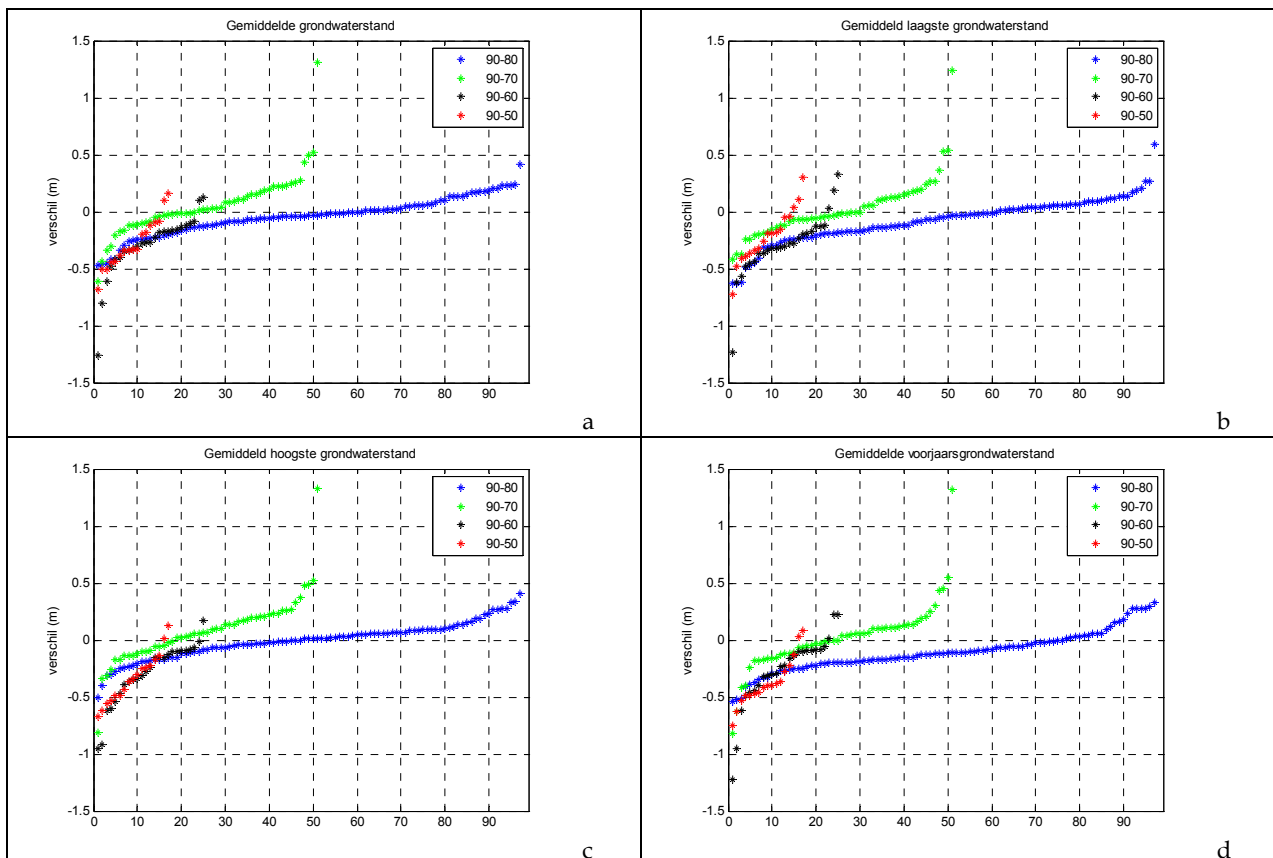 Gemiddelde grondwaterstand
1.5
1
0.5
0
-0.5
-1
-1.5
verschil (m)
0 10 20 30 40 50 60 70 80 90
90-80
90-70
90-60
90-50
a
Gemiddeld laagste grondwaterstand
1.5
1
0.5
0
-0.5
-1
-1.5
verschil (m)
0 10 20 30 40 50 60 70 80 90
90-80
90-70
90-60
90-50
b
Gemiddeld hoogste grondwaterstand
1.5
1
0.5
0
-0.5
-1
-1.5
verschil (m)
0 10 20 30 40 50 60 70 80 90
90-80
90-70
90-60
90-50
c
Gemiddelde voorjaarsgrondwaterstand
1.5
1
0.5
0
-0.5
-1
-1.5
verschil (m)
0 10 20 30 40 50 60 70 80 90
90-80
90-70
90-60
90-50
d